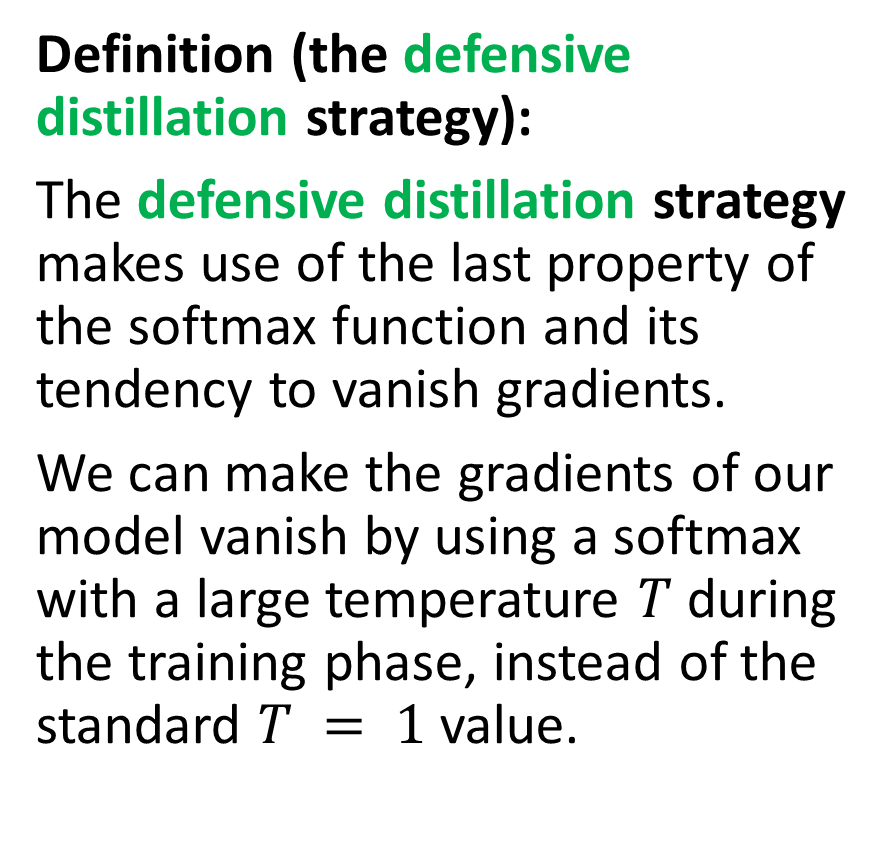 Definition (the defensive
distillation strategy):
The defensive distillation strategy
makes use of the last property of
the softmax function and its
tendency to vanish gradients.
We can make the gradients of our
model vanish by using a softmax
with a large temperature 𝑇 during
the training phase, instead of the
standard 𝑇 = 1 value.